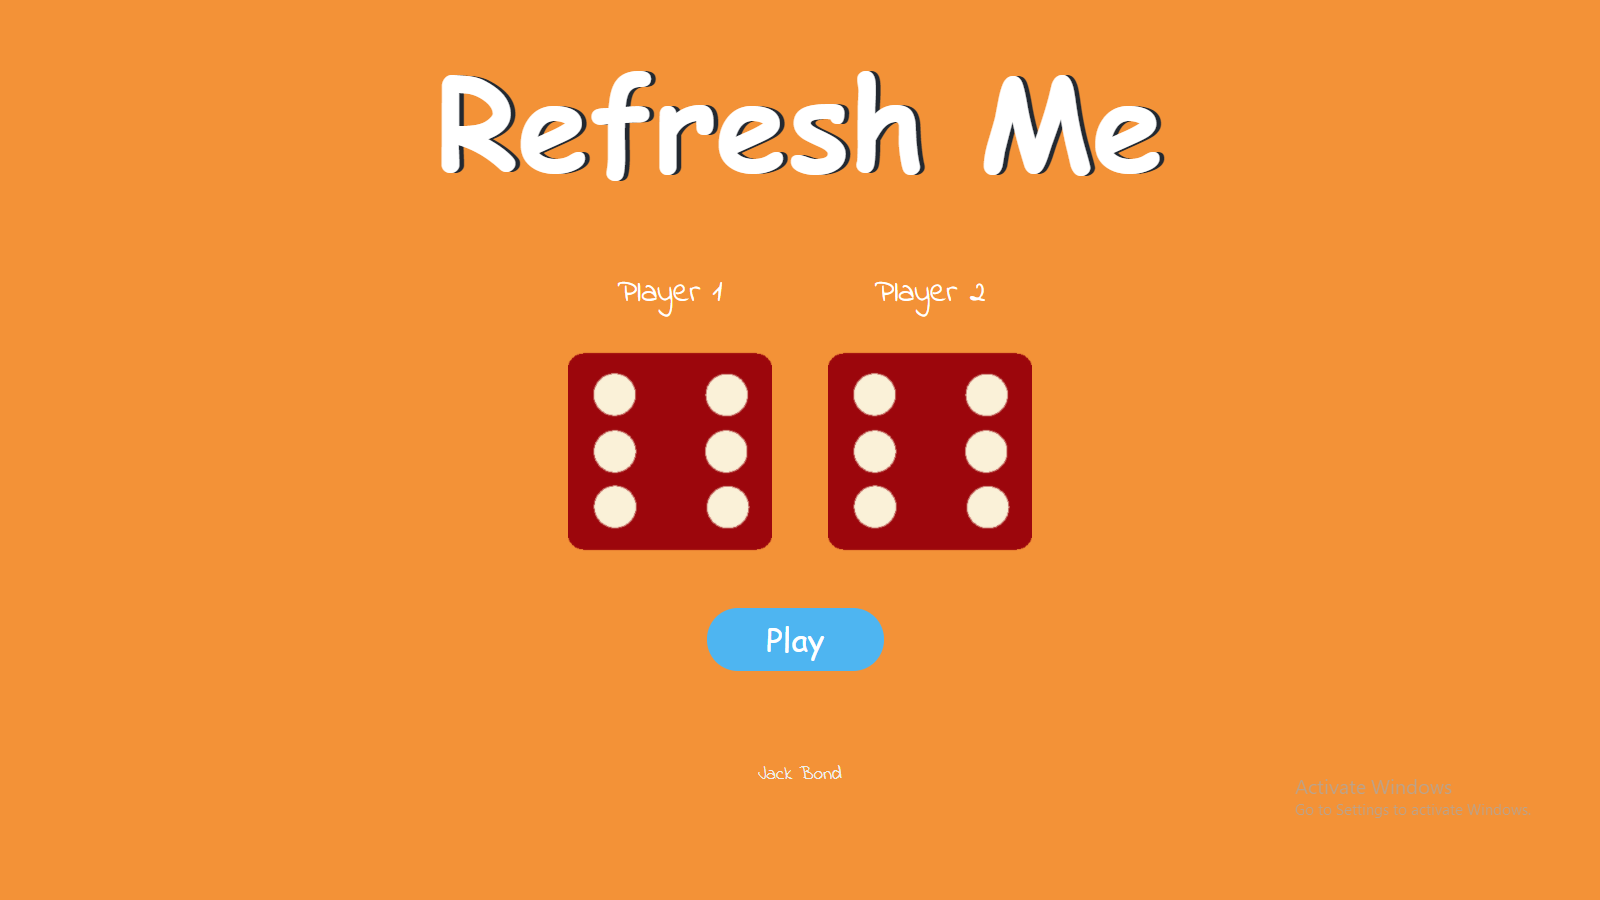 Refresh Me
Player 1
Player 2
Play
Jack Bond
Activate Windows
Go to Settings to activate Windows.